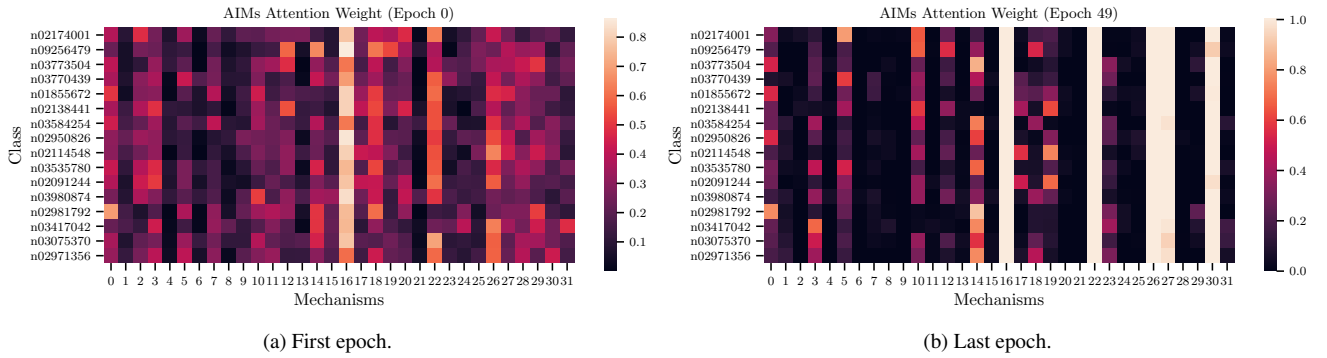 AIMs Attention Weight (Epoch 0)
Class
n02174001
n09256479
n03773504
n03770439
n01855672
n02138441
n03584254
n02950826
n02114548
n03535780
n02091244
n03980874
n02981792
n03417042
n03075370
n02971356
0 1 2 3 4 5 6 7 8 9 10 11 12 13 14 15 16 17 18 19 20 21 22 23 24 25 26 27 28 29 30 31
Mechanisms
0.8
0.7
0.6
0.5
0.4
0.3
0.2
0.1
(a) First epoch.
AIMs Attention Weight (Epoch 49)
Class
n02174001
n09256479
n03773504
n03770439
n01855672
n02138441
n03584254
n02950826
n02114548
n03535780
n02091244
n03980874
n02981792
n03417042
n03075370
n02971356
0 1 2 3 4 5 6 7 8 9 10 11 12 13 14 15 16 17 18 19 20 21 22 23 24 25 26 27 28 29 30 31
Mechanisms
1.0
0.8
0.6
0.4
0.2
0.0
(b) Last epoch.